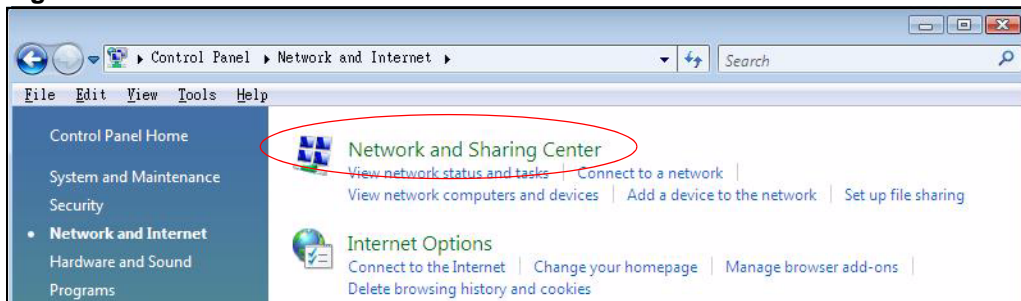 Control Panel Network and Internet Search
File Edit View Tools Help
Control Panel Home
System and Maintenance
Security
Network and Internet
Hardware and Sound
Programs
Network and Sharing Center
View network status and tasks Connect to a network
View network computers and devices Add a device to the network Set up file sharing
Internet Options
Connect to the Internet Change your homepage Manage browser add-ons
Delete browsing history and cookies